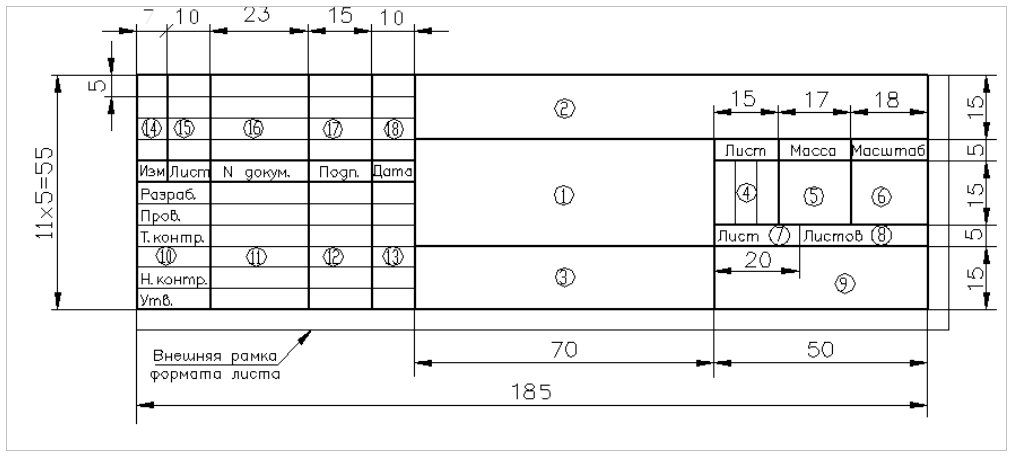 7 10 23 15 10
5
2
15 17 18
15
14 15 16 17 18
Лист Масса Масштаб
5
Изм Лист N докум. Подп. Дата
11x5=55
Разраб.
1
4 5 6
15
Пров.
Т. контр.
Лист 7 Листов 8
5
10 11 12 13
20
Н. контр.
3
9
15
Утв.
Внешняя рамка
формата листа
70 50
185